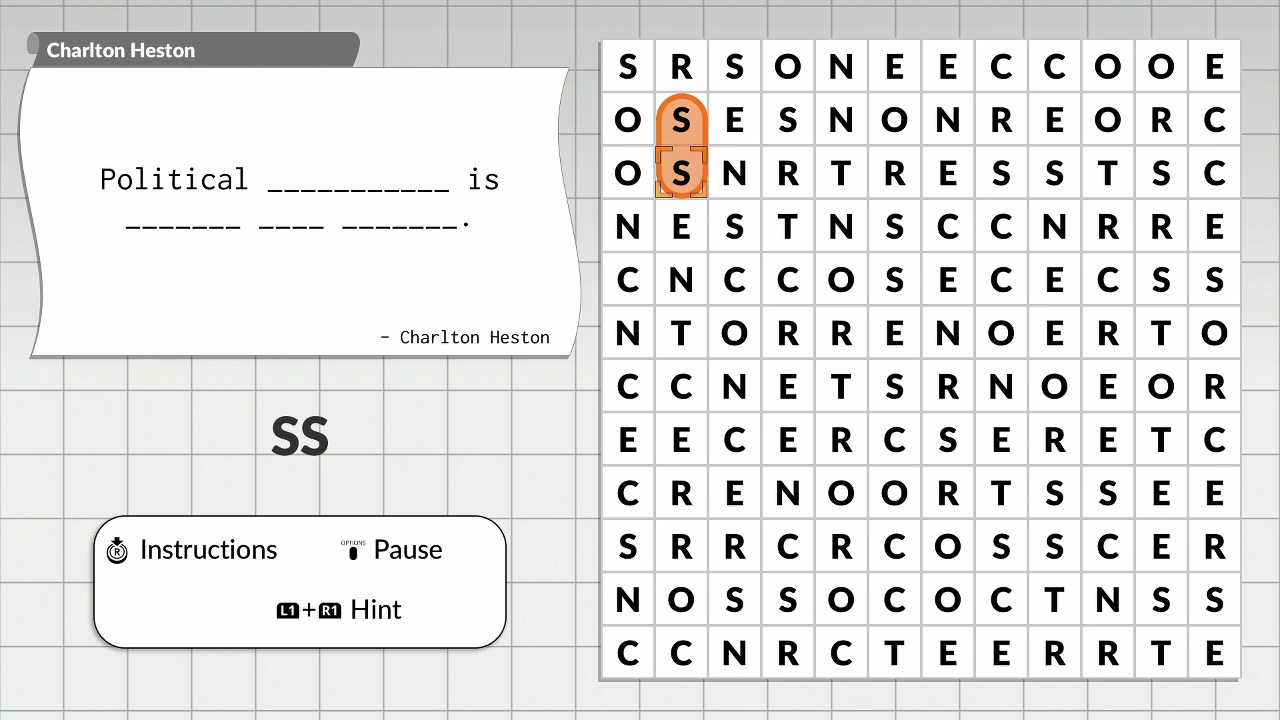 Charlton Heston
Political ___________ is
_______ ____ _______.
– Charlton Heston
SS
R Instructions
OPTIONS Pause
L1+R1 Hint
S R S O N E E C C O O E
O S E S N O N R E O R C
O S N R T R E S S T S C
N E S T N S C C N R R E
C N C C O S E C E C S S
N T O R R E N O E R T O
C C N E T S R N O E O R
E E C E R C S E R E T C
C R E N O O R T S S E E
S R R C R C O S S C E R
N O S S O C O C T N S S
C C N R C T E E R R T E